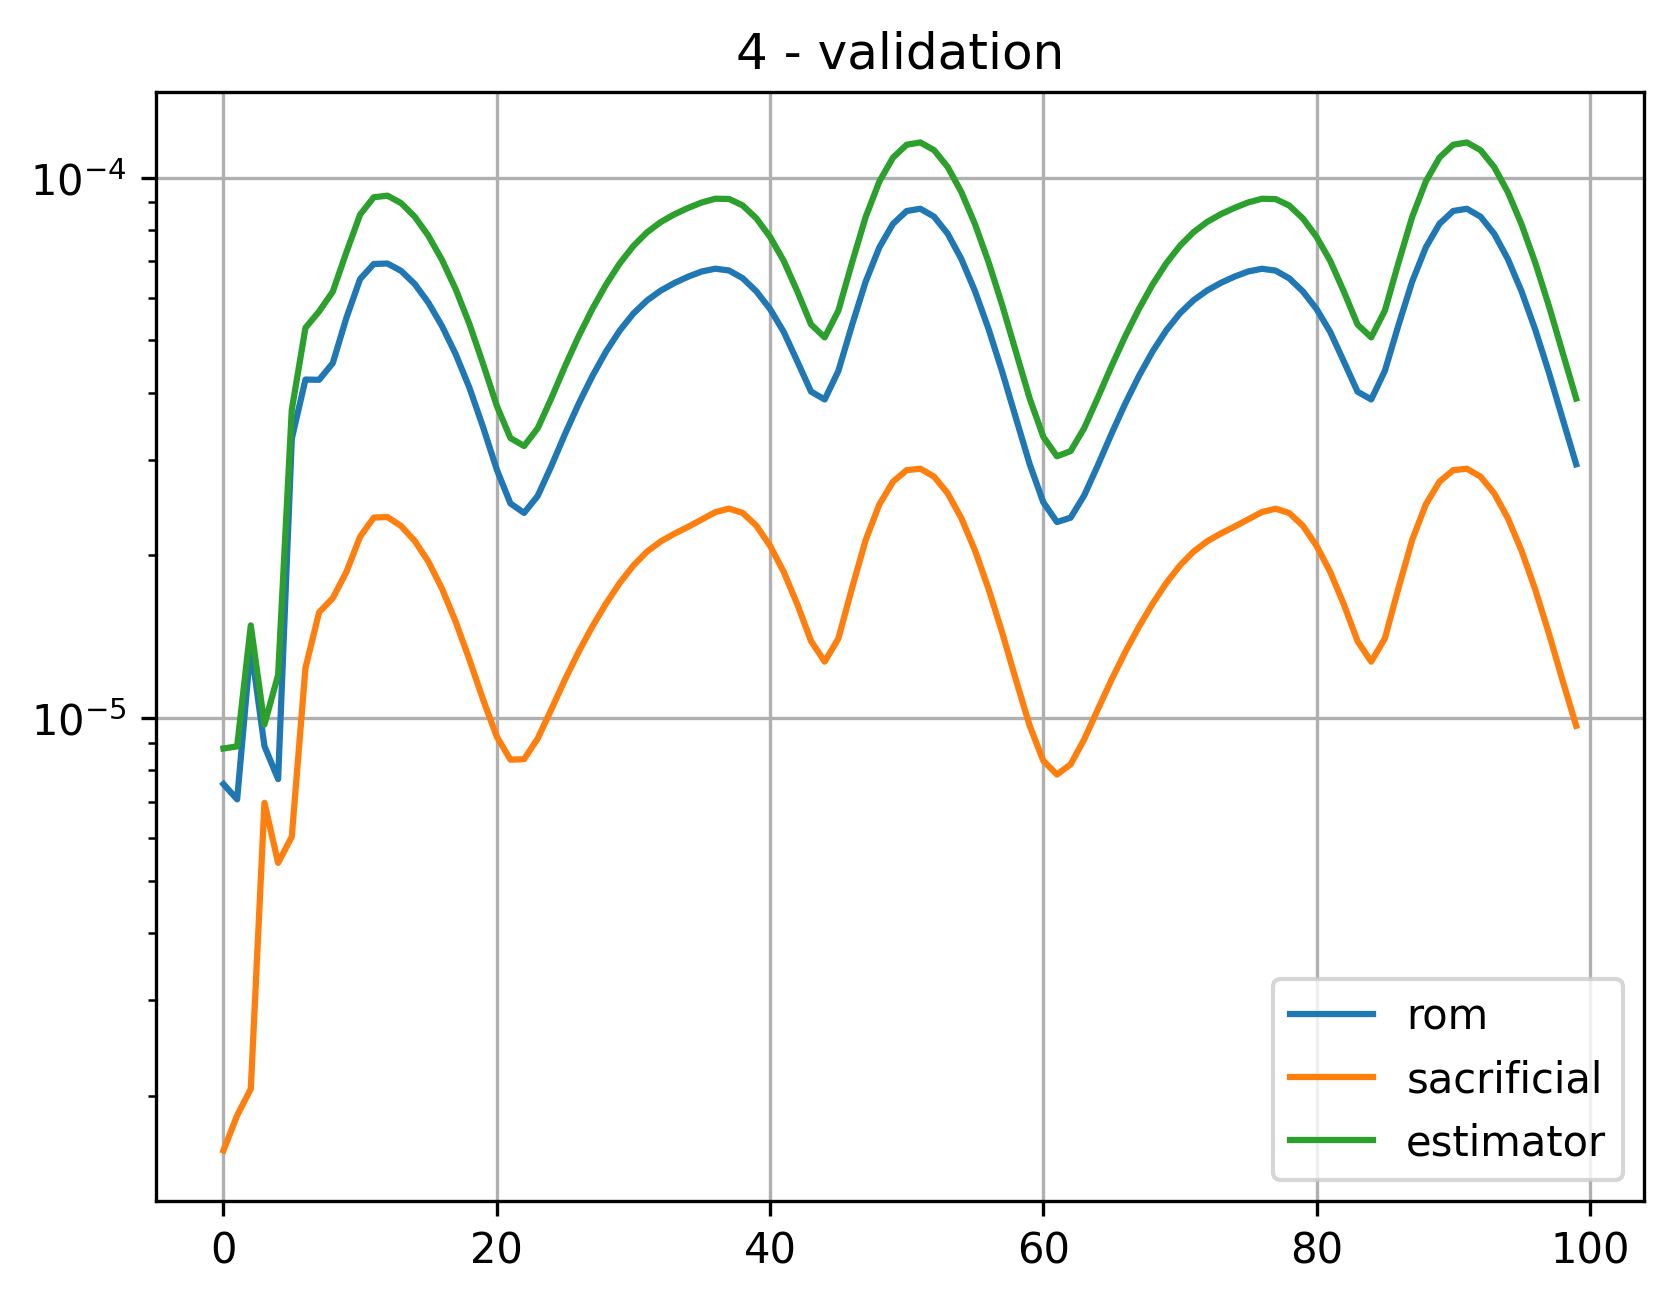 4 - validation
10⁻⁴
10⁻⁵
0 20 40 60 80 100
rom
sacrificial
estimator